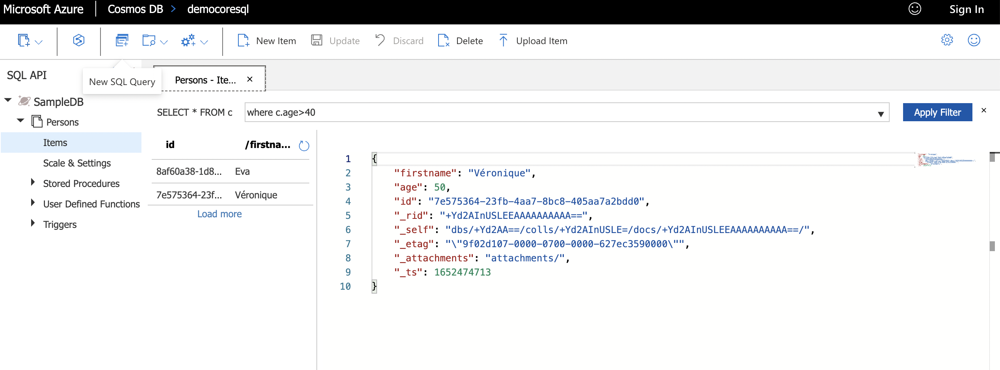 Microsoft Azure Cosmos DB > democoresql Sign In
New Item Update Discard Delete Upload Item
SQL API
New SQL Query
Persons - Ite... ×
SampleDB
Persons
Items
Scale & Settings
Stored Procedures
User Defined Functions
Triggers
SELECT * FROM c where c.age>40 Apply Filter ×
id /firstna...
8af60a38-1d8... Eva
7e575364-23f... Véronique
Load more
1 {
2 "firstname": "Véronique",
3 "age": 50,
4 "id": "7e575364-23fb-4aa7-8bc8-405aa7a2bdd0",
5 "_rid": "+Yd2AInUSLEEAAAAAAAAAA==",
6 "_self": "dbs/+Yd2AA==/colls/+Yd2AInUSLE=/docs/+Yd2AInUSLEEAAAAAAAAAA==/",
7 "_etag": "\"9f02d107-0000-0700-0000-627ec3590000\"",
8 "_attachments": "attachments/",
9 "_ts": 1652474713
10 }